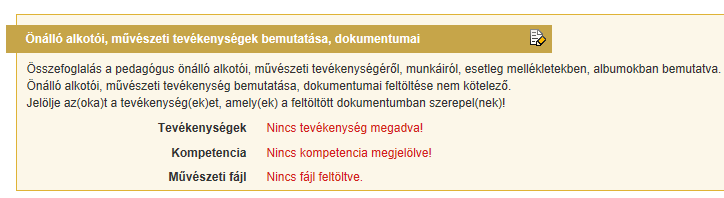 Önálló alkotói, művészeti tevékenységek bemutatása, dokumentumai
Összefoglalás a pedagógus önálló alkotói, művészeti tevékenységéről, munkáiról, esetleg mellékletekben, albumokban bemutatva.
Önálló alkotói, művészeti tevékenység bemutatása, dokumentumai feltöltése nem kötelező.
Jelölje az(oka)t a tevékenység(ek)et, amely(ek) a feltöltött dokumentumban szerepel(nek)!
Tevékenységek Nincs tevékenység megadva!
Kompetencia Nincs kompetencia megjelölve!
Művészeti fájl Nincs fájl feltöltve.